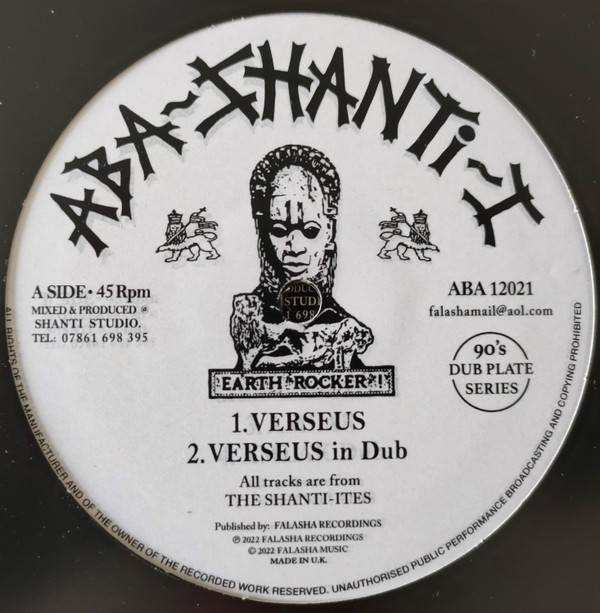 ABA~SHANTi~I
A SIDE • 45 Rpm
MIXED & PRODUCED @
SHANTI STUDIO.
TEL: 07861 698 395
ABA 12021
falashamail@aol.com
90's
DUB PLATE
SERIES
STUDI
1 698
EARTH ROCKER!
1. VERSEUS
2. VERSEUS in Dub
All tracks are from
THE SHANTI-ITES
Published by: FALASHA RECORDINGS
℗ 2022 FALASHA RECORDINGS
© 2022 FALASHA MUSIC
MADE IN U.K.
ALL RIGHTS OF THE MANUFACTURER AND OF THE OWNER OF THE RECORDED WORK RESERVED. UNAUTHORISED PUBLIC PERFORMANCE BROADCASTING AND COPYING PROHIBITED